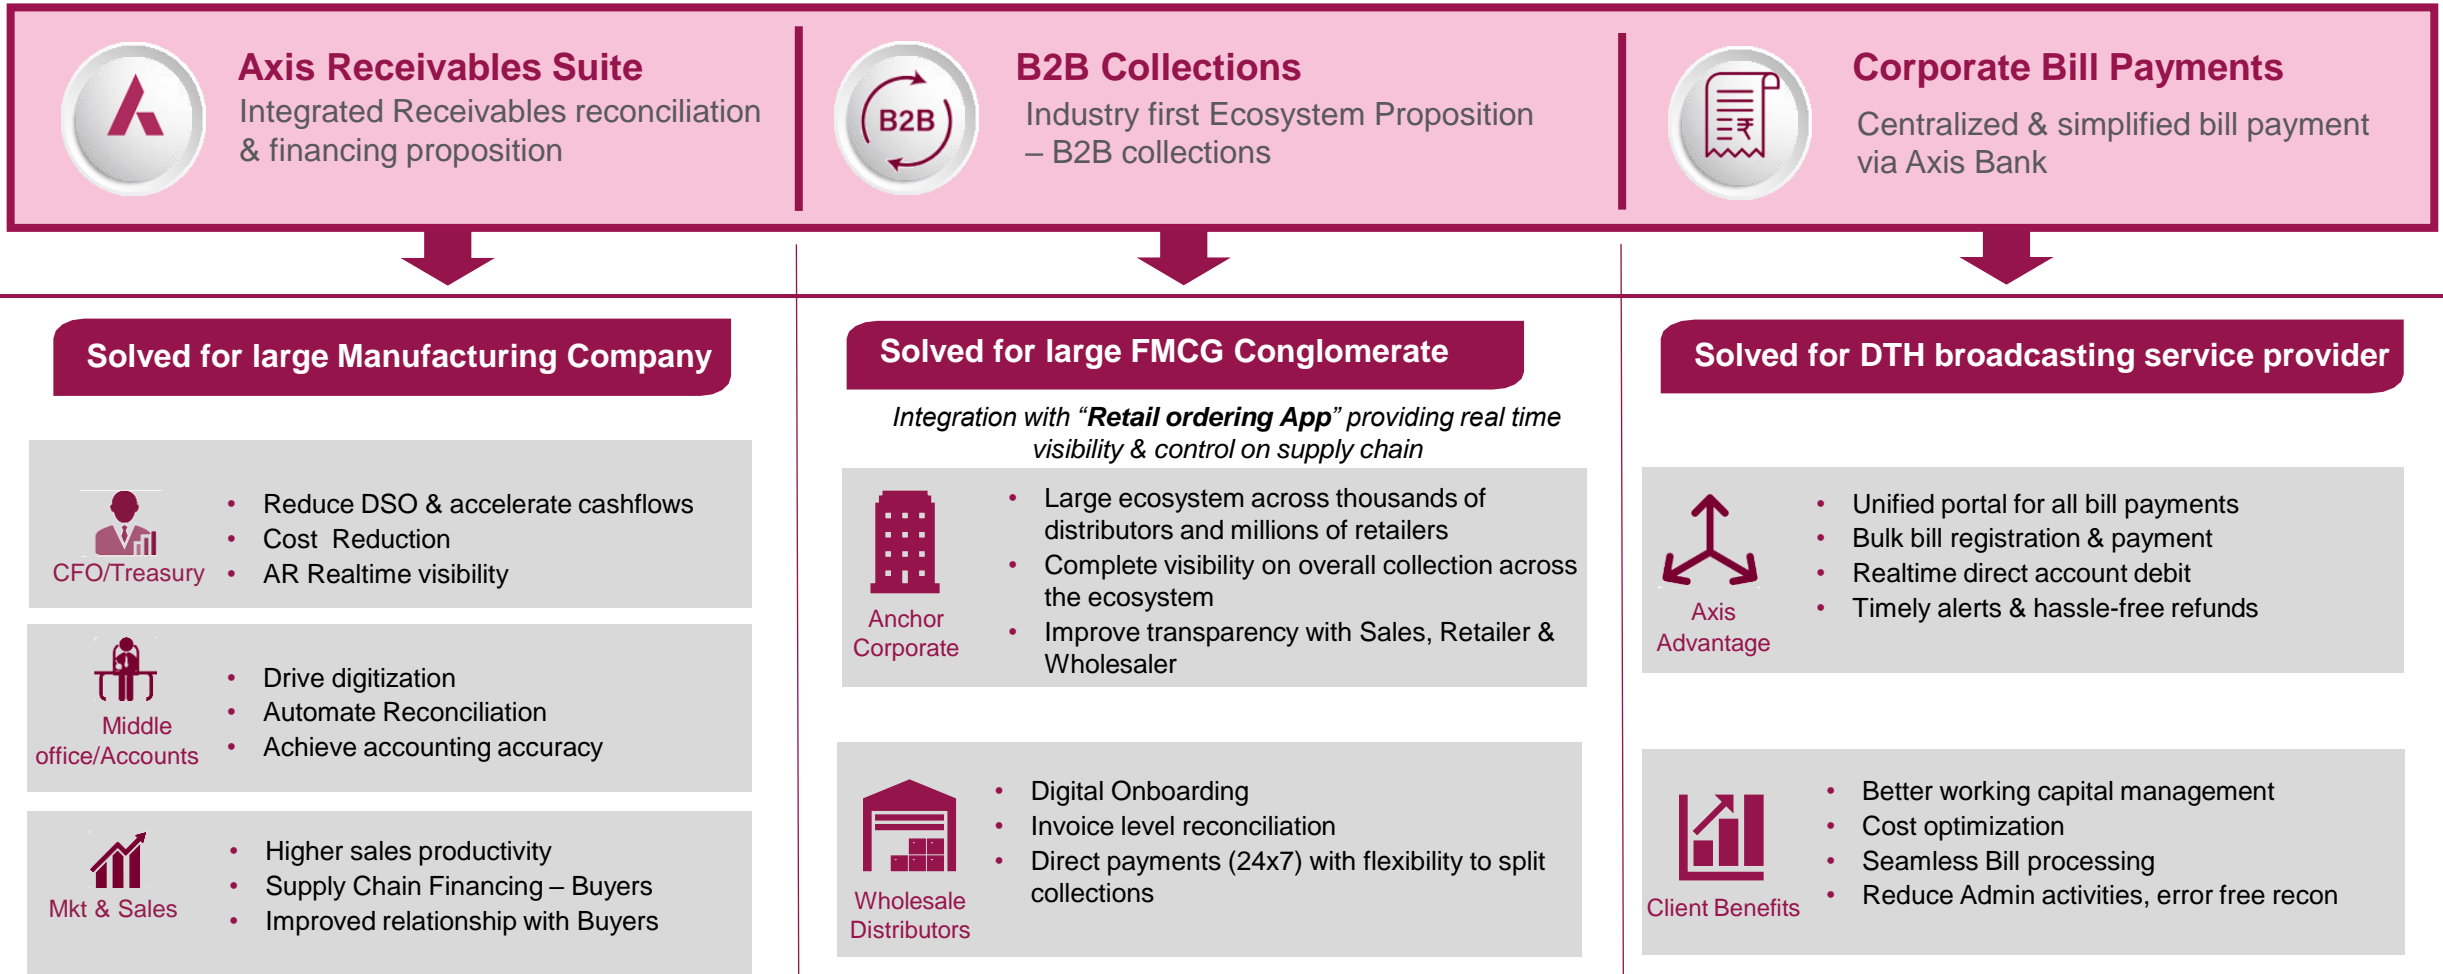 Axis Receivables Suite
Integrated Receivables reconciliation
& financing proposition
B2B
B2B Collections
Industry first Ecosystem Proposition
– B2B collections
₹
Corporate Bill Payments
Centralized & simplified bill payment
via Axis Bank
Solved for large Manufacturing Company
CFO/Treasury
• Reduce DSO & accelerate cashflows
• Cost Reduction
• AR Realtime visibility
Middle
office/Accounts
• Drive digitization
• Automate Reconciliation
• Achieve accounting accuracy
Mkt & Sales
• Higher sales productivity
• Supply Chain Financing – Buyers
• Improved relationship with Buyers
Solved for large FMCG Conglomerate
Integration with “Retail ordering App” providing real time
visibility & control on supply chain
Anchor
Corporate
• Large ecosystem across thousands of
distributors and millions of retailers
• Complete visibility on overall collection across
the ecosystem
• Improve transparency with Sales, Retailer &
Wholesaler
Wholesale
Distributors
• Digital Onboarding
• Invoice level reconciliation
• Direct payments (24x7) with flexibility to split
collections
Solved for DTH broadcasting service provider
Axis
Advantage
• Unified portal for all bill payments
• Bulk bill registration & payment
• Realtime direct account debit
• Timely alerts & hassle-free refunds
Client Benefits
• Better working capital management
• Cost optimization
• Seamless Bill processing
• Reduce Admin activities, error free recon